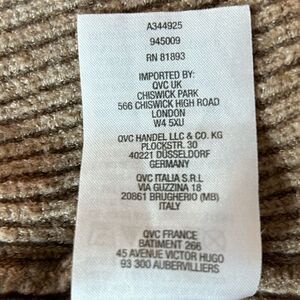 A344925
945009
RN 81893
IMPORTED BY:
QVC UK
CHISWICK PARK
566 CHISWICK HIGH ROAD
LONDON
W4 5XU
QVC HANDEL LLC & CO. KG
PLOCKSTR. 30
40221 DÜSSELDORF
GERMANY
QVC ITALIA S.R.L
VIA GUZZINA 18
20861 BRUGHERIO (MB)
ITALY
QVC FRANCE
BATIMENT 266
45 AVENUE VICTOR HUGO
93 300 AUBERVILLIERS